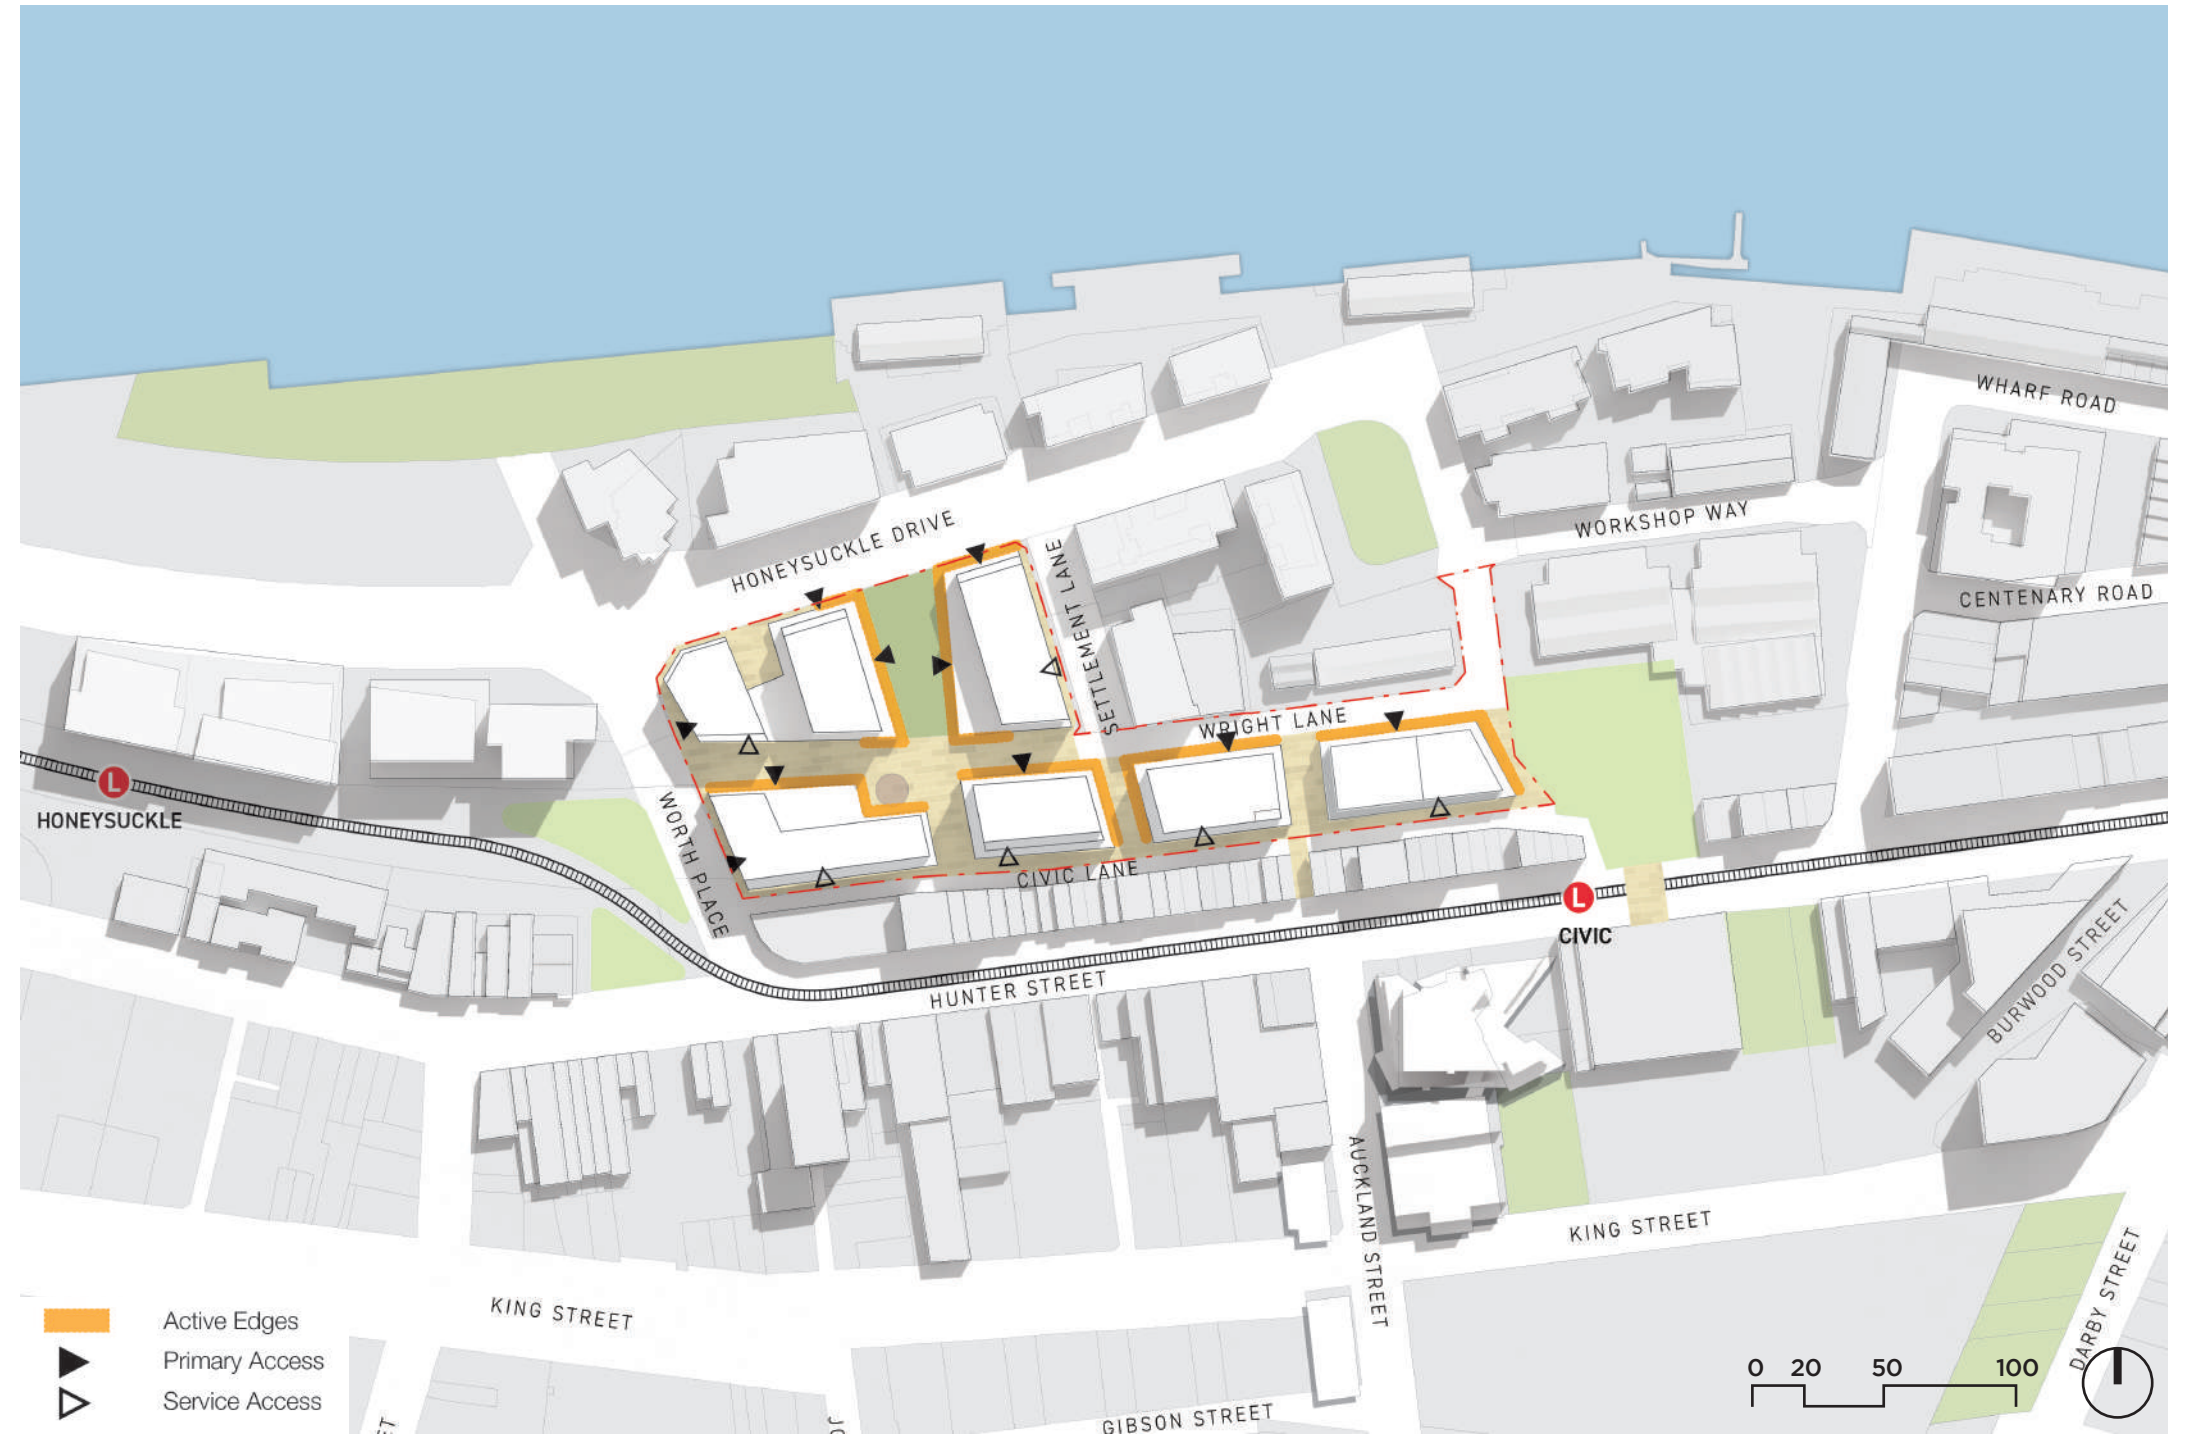 WHARF ROAD
WORKSHOP WAY
HONEYSUCKLE DRIVE
SETTLEMENT LANE
CENTENARY ROAD
WRIGHT LANE
L
HONEYSUCKLE
WORTH PLACE
CIVIC LANE
L
CIVIC
HUNTER STREET
BURWOOD STREET
AUCKLAND STREET
KING STREET
KING STREET
DARBY STREET
GIBSON STREET
Active Edges
Primary Access
Service Access
0 20 50 100
ET